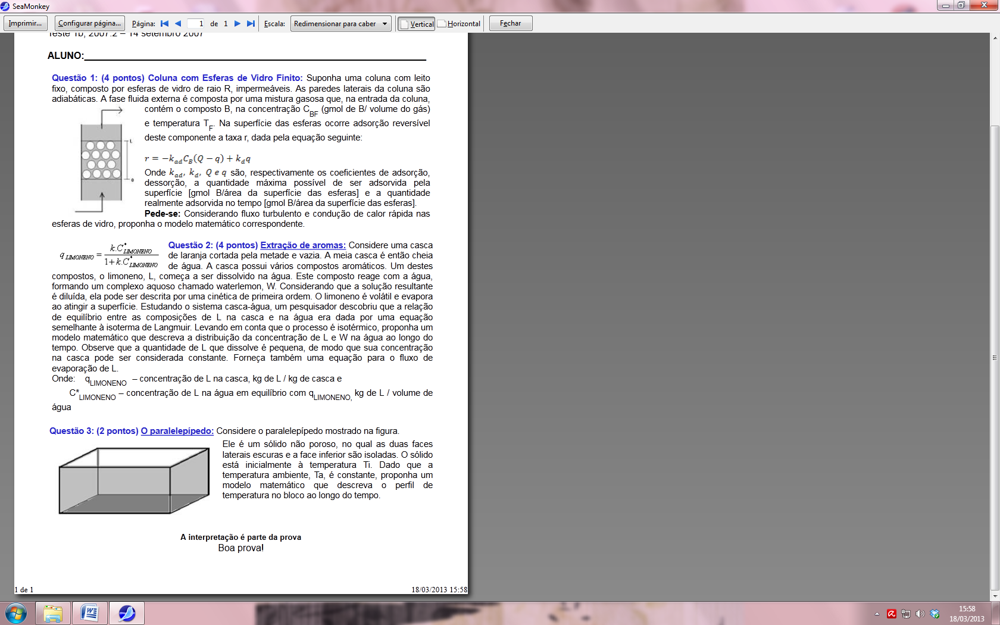 SeaMonkey
Imprimir... Configurar página... Página: 1 de 1 Escala: Redimensionar para caber Vertical Horizontal Fechar
Teste 1b, 2007.2 – 14 setembro 2007
ALUNO:
Questão 1: (4 pontos) Coluna com Esferas de Vidro Finito: Suponha uma coluna com leito
fixo, composto por esferas de vidro de raio R, impermeáveis. As paredes laterais da coluna são
adiabáticas. A fase fluida externa é composta por uma mistura gasosa que, na entrada da coluna,
contém o composto B, na concentração C_BF (gmol de B/ volume do gás)
e temperatura T_F. Na superfície das esferas ocorre adsorção reversível
deste componente a taxa r, dada pela equação seguinte:
r = −k_ad C_B(Q − q) + k_d q
Onde k_ad, k_d, Q e q são, respectivamente os coeficientes de adsorção,
dessorção, a quantidade máxima possível de ser adsorvida pela
superfície [gmol B/área da superfície das esferas] e a quantidade
realmente adsorvida no tempo [gmol B/área da superfície das esferas].
Pede-se: Considerando fluxo turbulento e condução de calor rápida nas
esferas de vidro, proponha o modelo matemático correspondente.
L
0
q_LIMONENO = k.C*_LIMONENO / 1+k.C*_LIMONENO
Questão 2: (4 pontos) Extração de aromas: Considere uma casca
de laranja cortada pela metade e vazia. A meia casca é então cheia
de água. A casca possui vários compostos aromáticos. Um destes
compostos, o limoneno, L, começa a ser dissolvido na água. Este composto reage com a água,
formando um complexo aquoso chamado waterlemon, W. Considerando que a solução resultante
é diluída, ela pode ser descrita por uma cinética de primeira ordem. O limoneno é volátil e evapora
ao atingir a superfície. Estudando o sistema casca-água, um pesquisador descobriu que a relação
de equilíbrio entre as composições de L na casca e na água era dada por uma equação
semelhante à isoterma de Langmuir. Levando em conta que o processo é isotérmico, proponha um
modelo matemático que descreva a distribuição da concentração de L e W na água ao longo do
tempo. Observe que a quantidade de L que dissolve é pequena, de modo que sua concentração
na casca pode ser considerada constante. Forneça também uma equação para o fluxo de
evaporação de L.
Onde: q_LIMONENO – concentração de L na casca, kg de L / kg de casca e
C*_LIMONENO – concentração de L na água em equilíbrio com q_LIMONENO, kg de L / volume de
água
Questão 3: (2 pontos) O paralelepípedo: Considere o paralelepípedo mostrado na figura.
Ele é um sólido não poroso, no qual as duas faces
laterais escuras e a face inferior são isoladas. O sólido
está inicialmente à temperatura Ti. Dado que a
temperatura ambiente, Ta, é constante, proponha um
modelo matemático que descreva o perfil de
temperatura no bloco ao longo do tempo.
A interpretação é parte da prova
Boa prova!
1 de 1 18/03/2013 15:58
15:58
18/03/2013